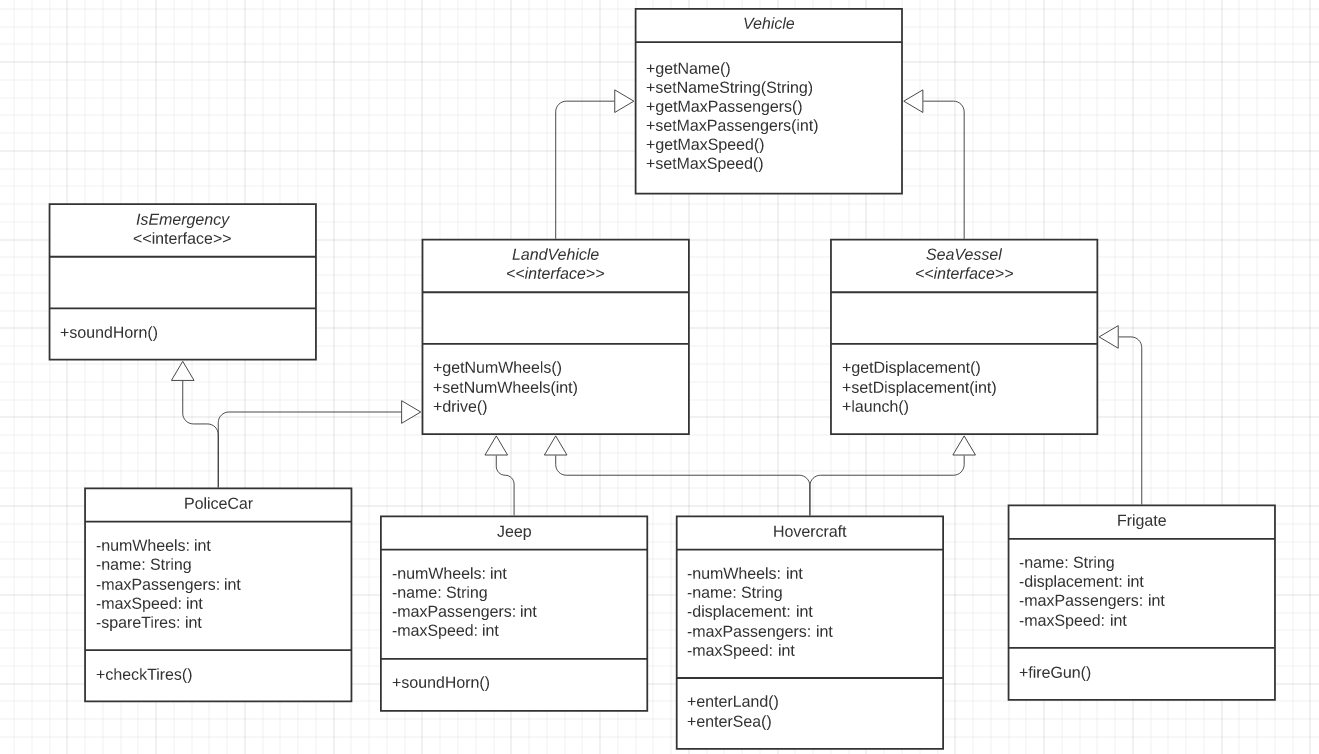 Vehicle
+getName()
+setNameString(String)
+getMaxPassengers()
+setMaxPassengers(int)
+getMaxSpeed()
+setMaxSpeed()
IsEmergency
<<interface>>
+soundHorn()
LandVehicle
<<interface>>
+getNumWheels()
+setNumWheels(int)
+drive()
SeaVessel
<<interface>>
+getDisplacement()
+setDisplacement(int)
+launch()
PoliceCar
-numWheels: int
-name: String
-maxPassengers: int
-maxSpeed: int
-spareTires: int
+checkTires()
Jeep
-numWheels: int
-name: String
-maxPassengers: int
-maxSpeed: int
+soundHorn()
Hovercraft
-numWheels: int
-name: String
-displacement: int
-maxPassengers: int
-maxSpeed: int
+enterLand()
+enterSea()
Frigate
-name: String
-displacement: int
-maxPassengers: int
-maxSpeed: int
+fireGun()